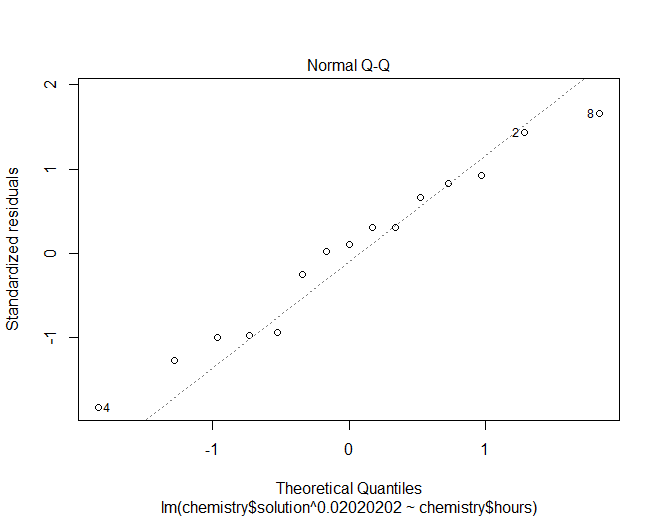 Normal Q-Q
2
1
0
-1
Standardized residuals
4
2
8
-1
0
1
Theoretical Quantiles
lm(chemistry$solution^0.02020202 ~ chemistry$hours)